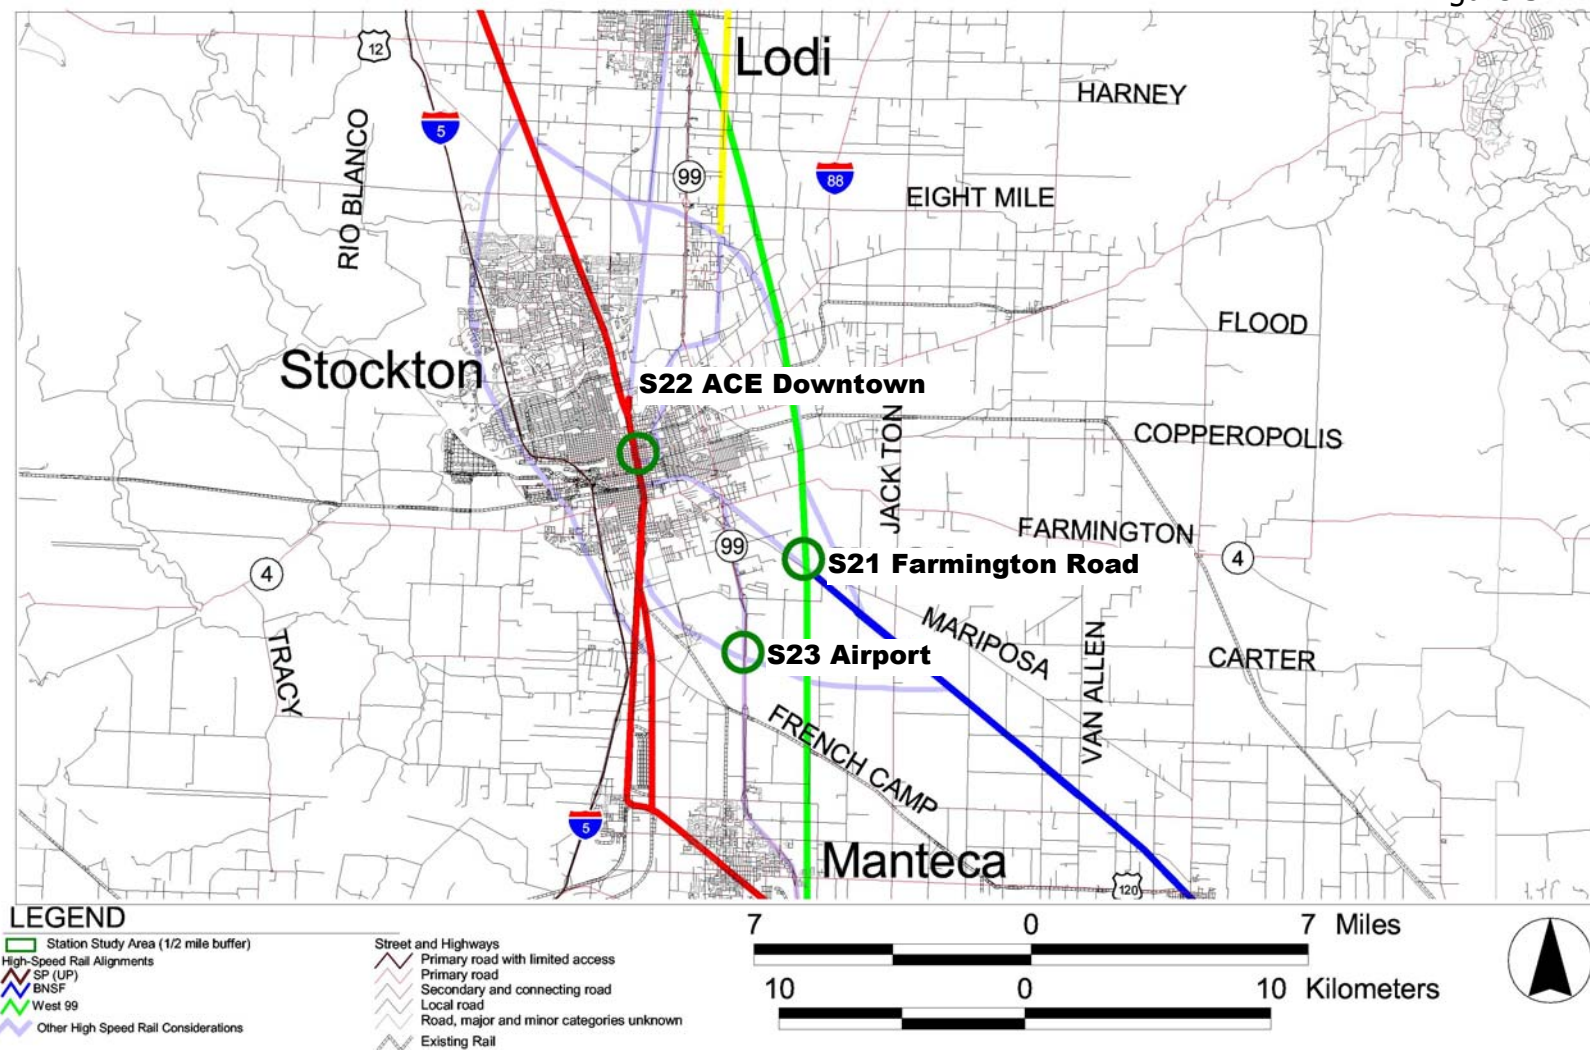 Lodi
12
HARNEY
5
RIO BLANCO
99
88
EIGHT MILE
FLOOD
Stockton
S22 ACE Downtown
JACK TON
COPPEROPOLIS
FARMINGTON
99
4
4
S21 Farmington Road
MARIPOSA
VAN ALLEN
CARTER
TRACY
S23 Airport
FRENCH CAMP
5
Manteca
120
LEGEND
Station Study Area (1/2 mile buffer)
High-Speed Rail Alignments
SP (UP)
BNSF
West 99
Other High Speed Rail Considerations
Street and Highways
Primary road with limited access
Primary road
Secondary and connecting road
Local road
Road, major and minor categories unknown
Existing Rail
7 0 7 Miles
10 0 10 Kilometers